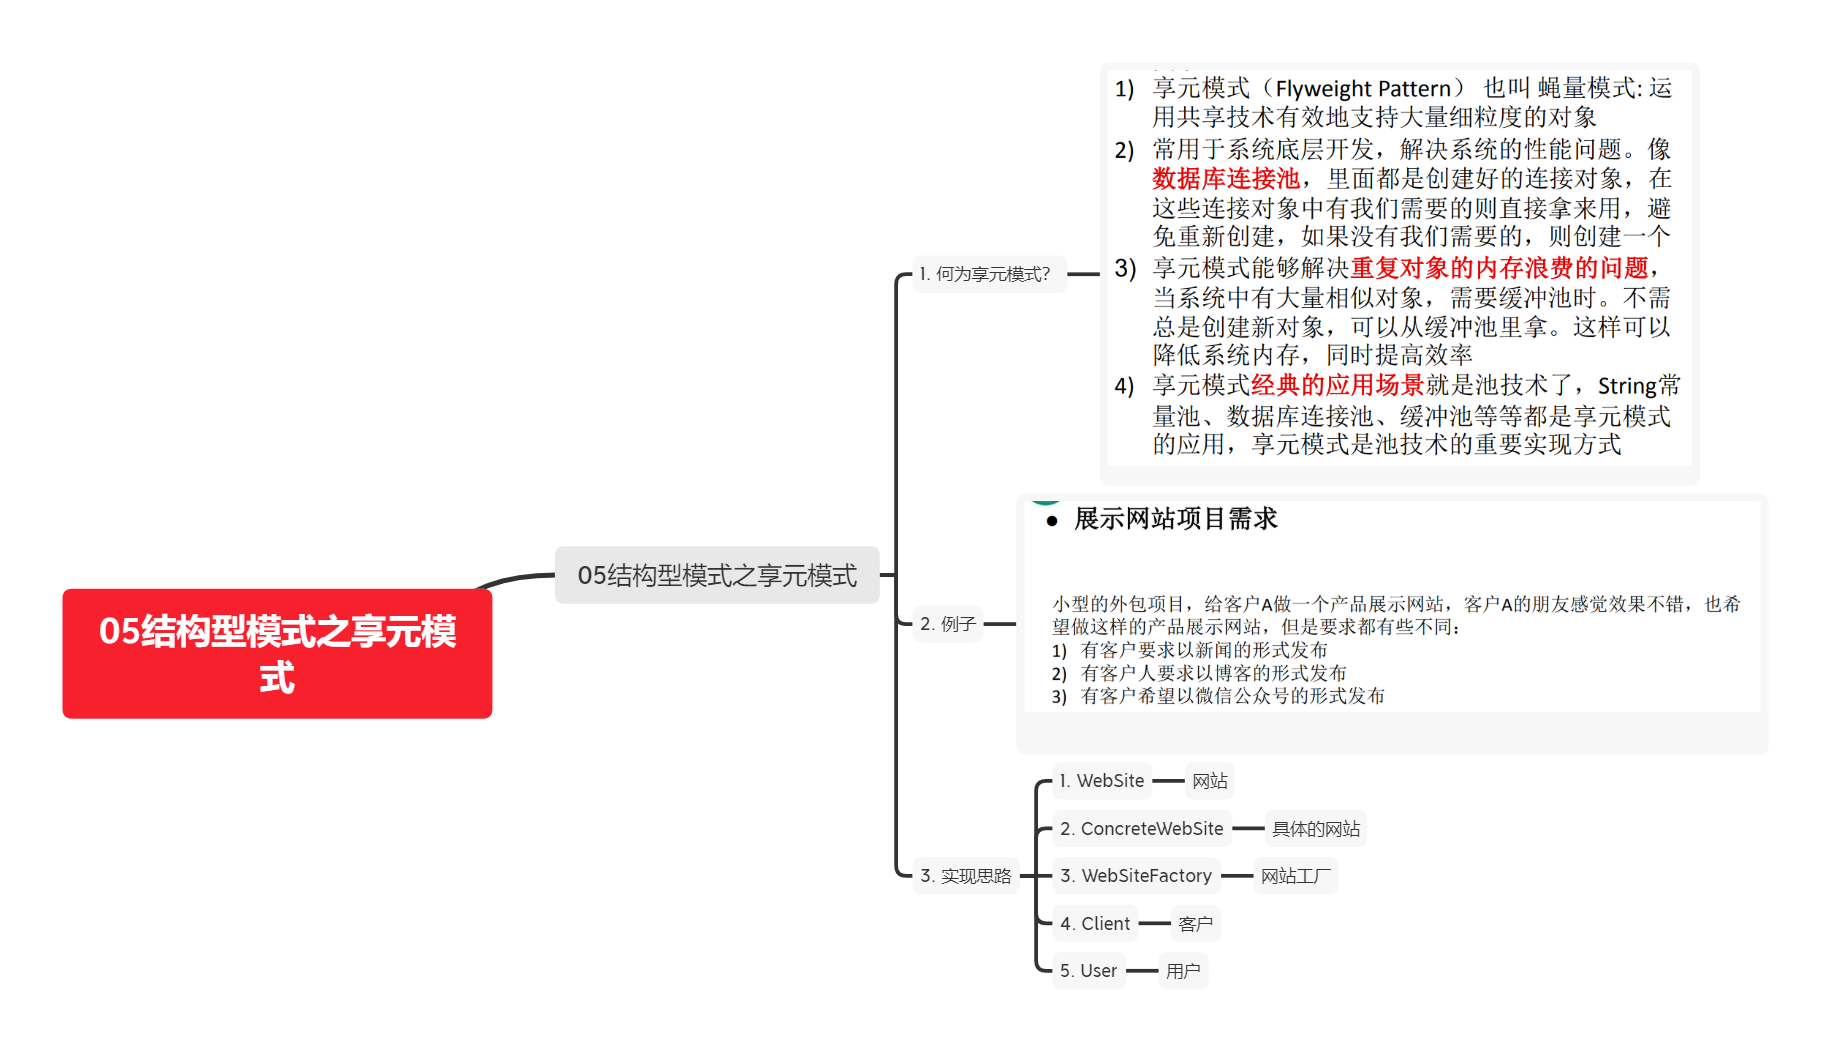 05结构型模式之享元模
式
05结构型模式之享元模式
1. 何为享元模式?
1) 享元模式（Flyweight Pattern） 也叫 蝇量模式: 运
用共享技术有效地支持大量细粒度的对象
2) 常用于系统底层开发，解决系统的性能问题。像
数据库连接池，里面都是创建好的连接对象，在
这些连接对象中有我们需要的则直接拿来用，避
免重新创建，如果没有我们需要的，则创建一个
3) 享元模式能够解决重复对象的内存浪费的问题，
当系统中有大量相似对象，需要缓冲池时。不需
总是创建新对象，可以从缓冲池里拿。这样可以
降低系统内存，同时提高效率
4) 享元模式经典的应用场景就是池技术了，String常
量池、数据库连接池、缓冲池等等都是享元模式
的应用，享元模式是池技术的重要实现方式
2. 例子
● 展示网站项目需求
小型的外包项目，给客户A做一个产品展示网站，客户A的朋友感觉效果不错，也希
望做这样的产品展示网站，但是要求都有些不同：
1) 有客户要求以新闻的形式发布
2) 有客户人要求以博客的形式发布
3) 有客户希望以微信公众号的形式发布
3. 实现思路
1. WebSite
网站
2. ConcreteWebSite
具体的网站
3. WebSiteFactory
网站工厂
4. Client
客户
5. User
用户